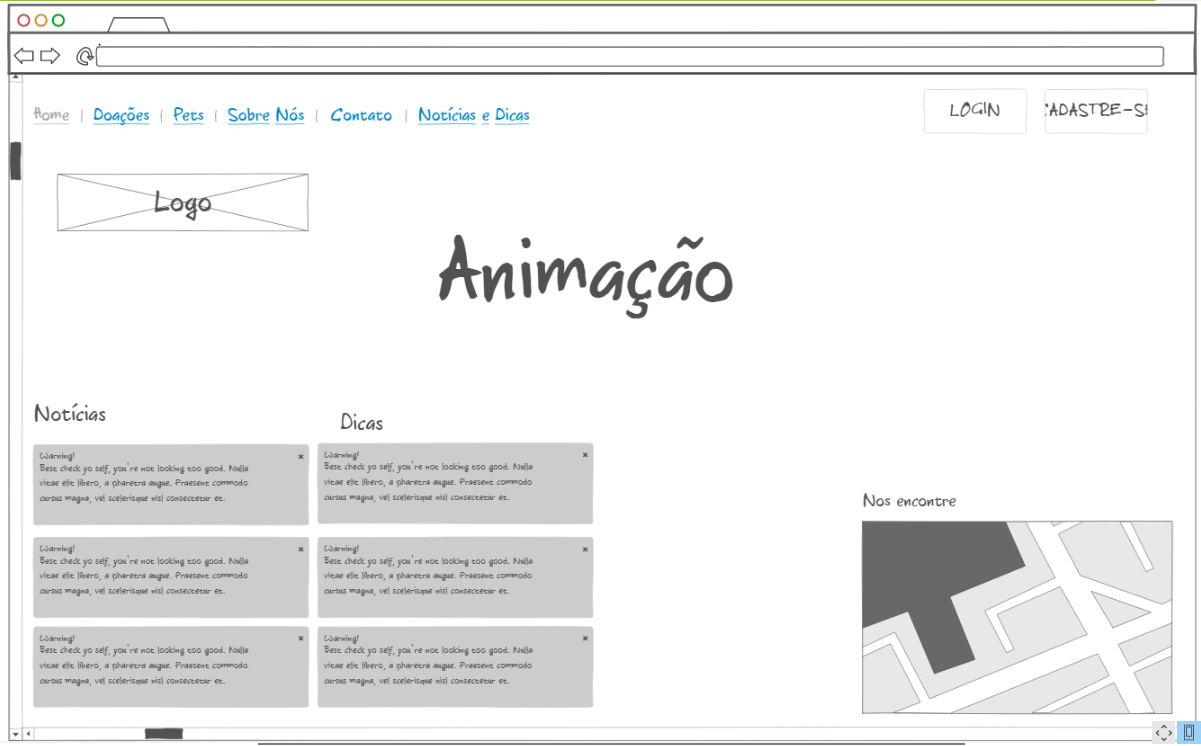 Home | Doações | Pets | Sobre Nós | Contato | Notícias e Dicas
LOGIN
CADASTRE-SE
Logo
Animação
Notícias
Dicas
Warning!
Best check yo self, you're not looking too good. Nulla
vitae elit libero, a pharetra augue. Praesent commodo
cursus magna, vel scelerisque nisl consectetur et.
Warning!
Best check yo self, you're not looking too good. Nulla
vitae elit libero, a pharetra augue. Praesent commodo
cursus magna, vel scelerisque nisl consectetur et.
Warning!
Best check yo self, you're not looking too good. Nulla
vitae elit libero, a pharetra augue. Praesent commodo
cursus magna, vel scelerisque nisl consectetur et.
Warning!
Best check yo self, you're not looking too good. Nulla
vitae elit libero, a pharetra augue. Praesent commodo
cursus magna, vel scelerisque nisl consectetur et.
Warning!
Best check yo self, you're not looking too good. Nulla
vitae elit libero, a pharetra augue. Praesent commodo
cursus magna, vel scelerisque nisl consectetur et.
Warning!
Best check yo self, you're not looking too good. Nulla
vitae elit libero, a pharetra augue. Praesent commodo
cursus magna, vel scelerisque nisl consectetur et.
Nos encontre